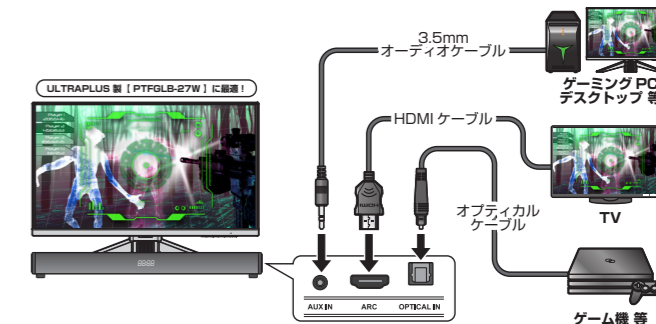 ULTRAPLUS 製【 PTFGLB-27W 】に最適！
3.5mm
オーディオケーブル
ゲーミング PC
デスクトップ 等
HDMI ケーブル
HDMI
オプティカル
ケーブル
TV
AUX IN
ARC
OPTICAL IN
ゲーム機 等